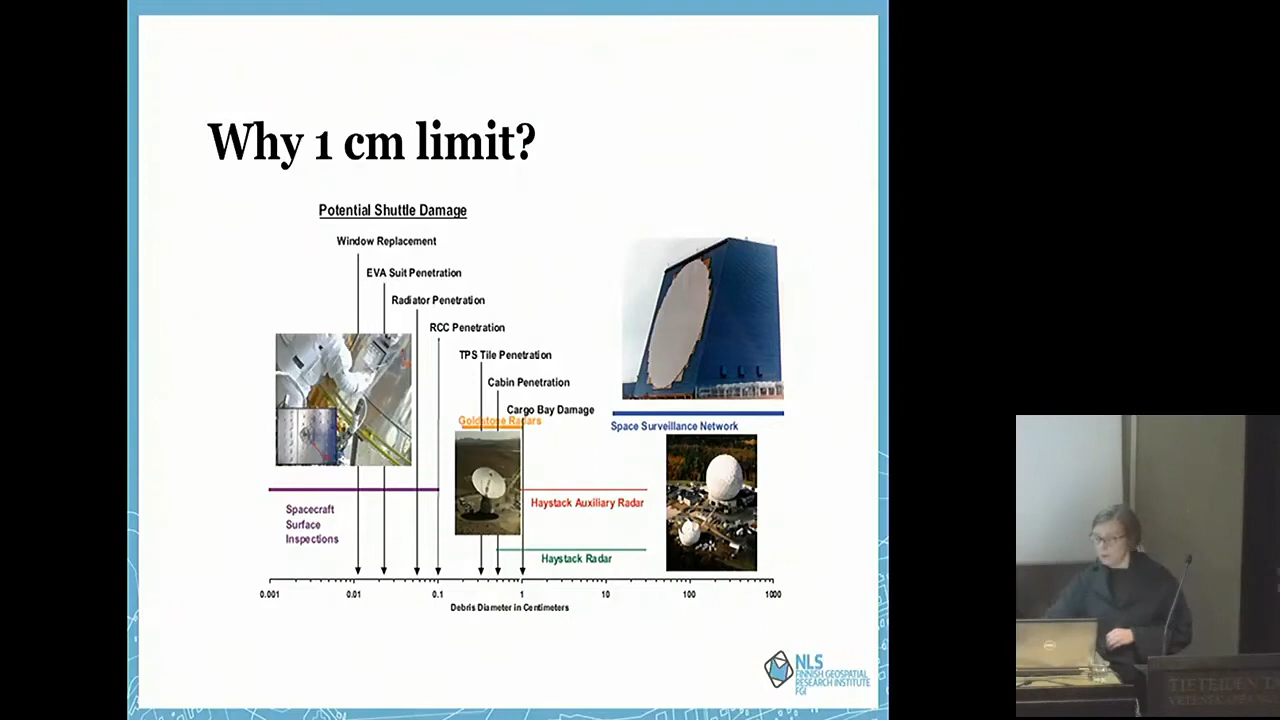 Why 1 cm limit?
Potential Shuttle Damage
Window Replacement
EVA Suit Penetration
Radiator Penetration
RCC Penetration
TPS Tile Penetration
Cabin Penetration
Cargo Bay Damage
Goldstone Radars
Space Surveillance Network
Spacecraft
Surface
Inspections
Haystack Auxiliary Radar
Haystack Radar
0.001 0.01 0.1 1 10 100 1000
Debris Diameter in Centimeters
NLS
FINNISH GEOSPATIAL
RESEARCH INSTITUTE
FGI
DELL
TIETEIDEN